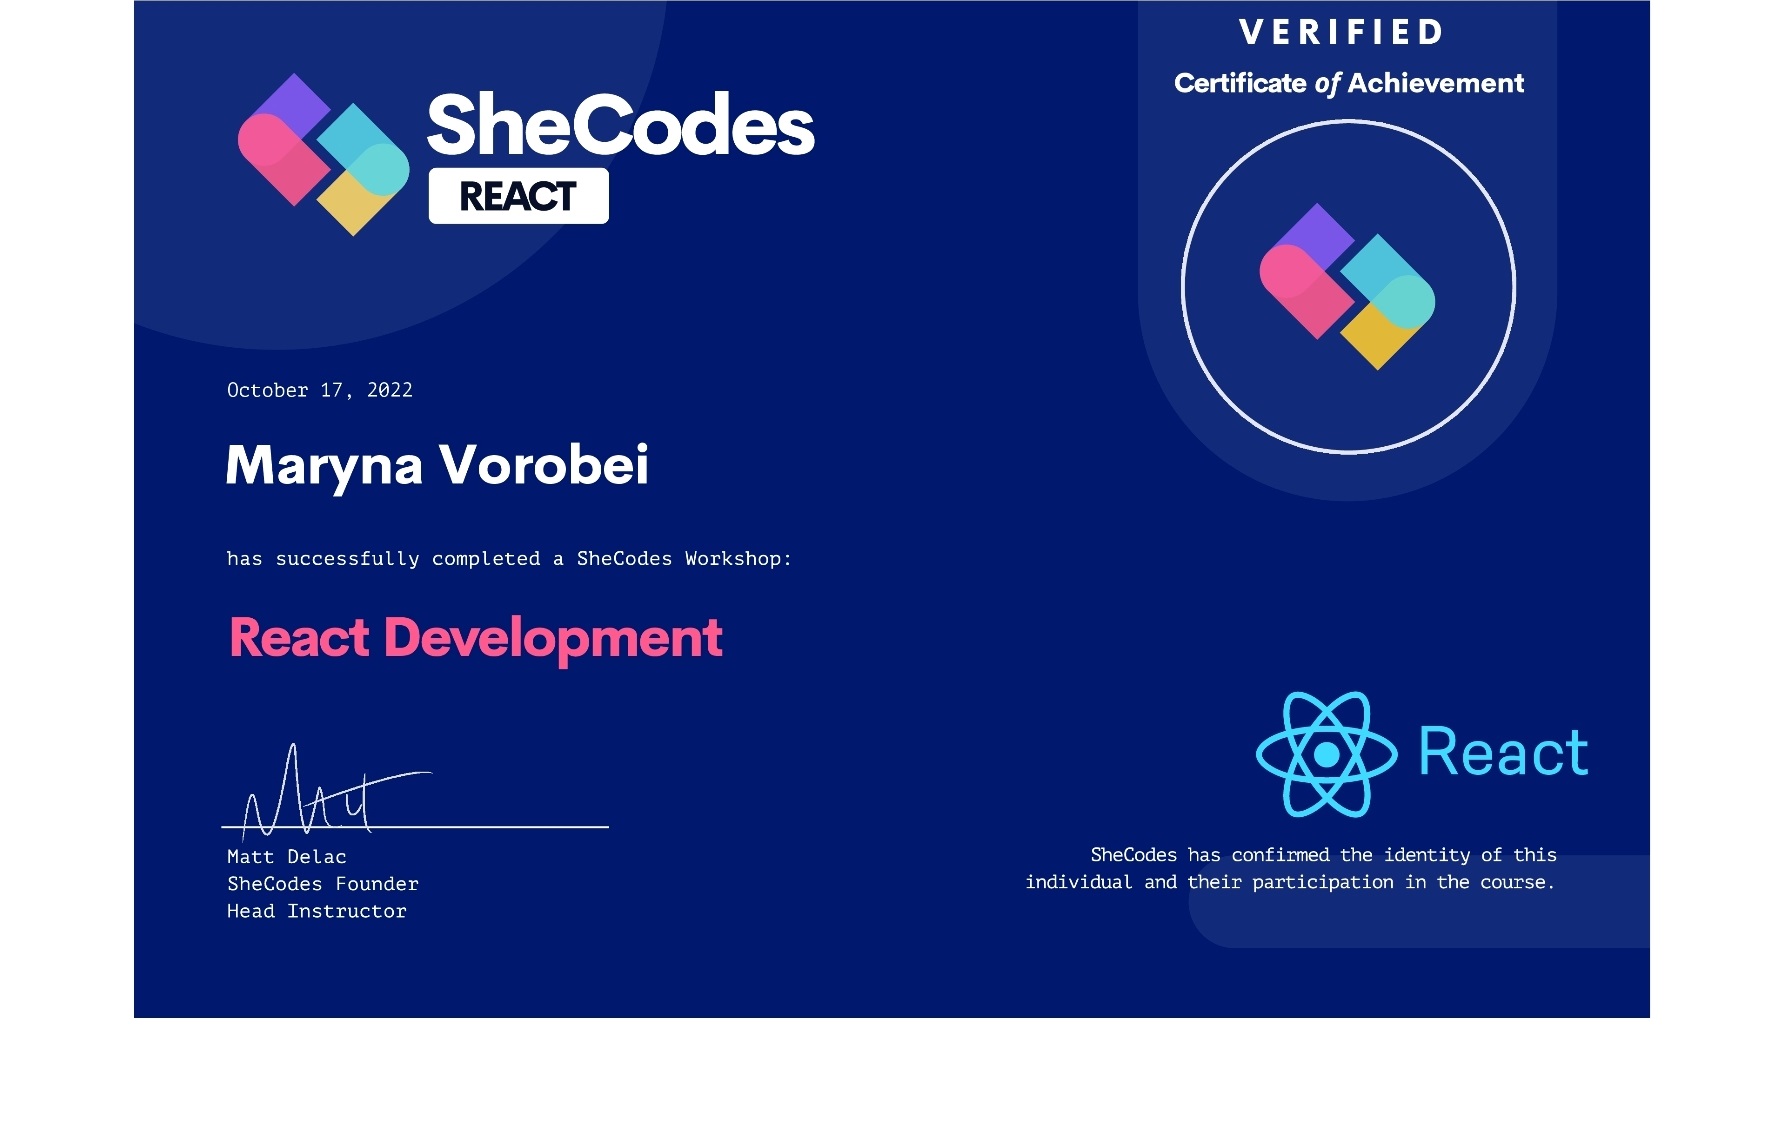 VERIFIED
Certificate of Achievement
SheCodes
REACT
October 17, 2022
Maryna Vorobei
has successfully completed a SheCodes Workshop:
React Development
Matt Delac
SheCodes Founder
Head Instructor
React
SheCodes has confirmed the identity of this
individual and their participation in the course.